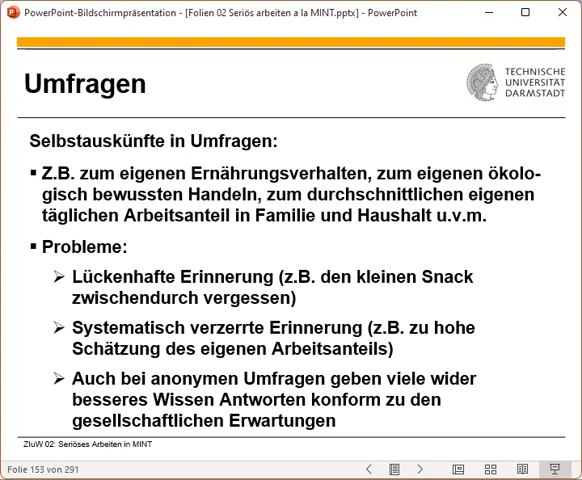 PowerPoint-Bildschirmpräsentation - [Folien 02 Seriös arbeiten a la MINT.pptx] - PowerPoint
Umfragen
TECHNISCHE
UNIVERSITÄT
DARMSTADT
Selbstauskünfte in Umfragen:
▪ Z.B. zum eigenen Ernährungsverhalten, zum eigenen ökolo-
gisch bewussten Handeln, zum durchschnittlichen eigenen
täglichen Arbeitsanteil in Familie und Haushalt u.v.m.
▪ Probleme:
➢ Lückenhafte Erinnerung (z.B. den kleinen Snack
zwischendurch vergessen)
➢ Systematisch verzerrte Erinnerung (z.B. zu hohe
Schätzung des eigenen Arbeitsanteils)
➢ Auch bei anonymen Umfragen geben viele wider
besseres Wissen Antworten konform zu den
gesellschaftlichen Erwartungen
ZIuW 02: Seriöses Arbeiten in MINT
Folie 153 von 291